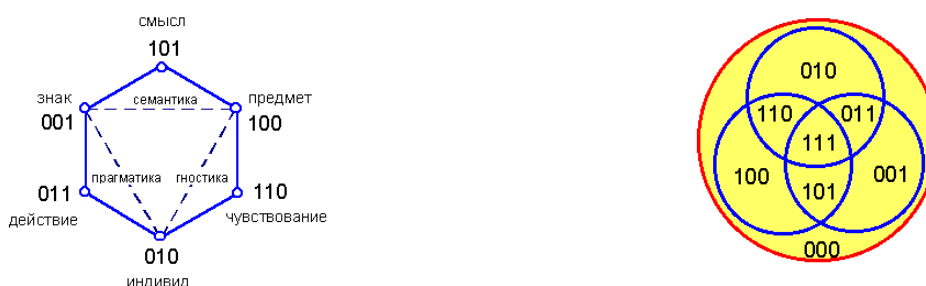 смысл
101
знак
001
семантика
предмет
100
прагматика
гностика
011
действие
110
чувствование
010
индивид
010
110
011
111
100
001
101
000